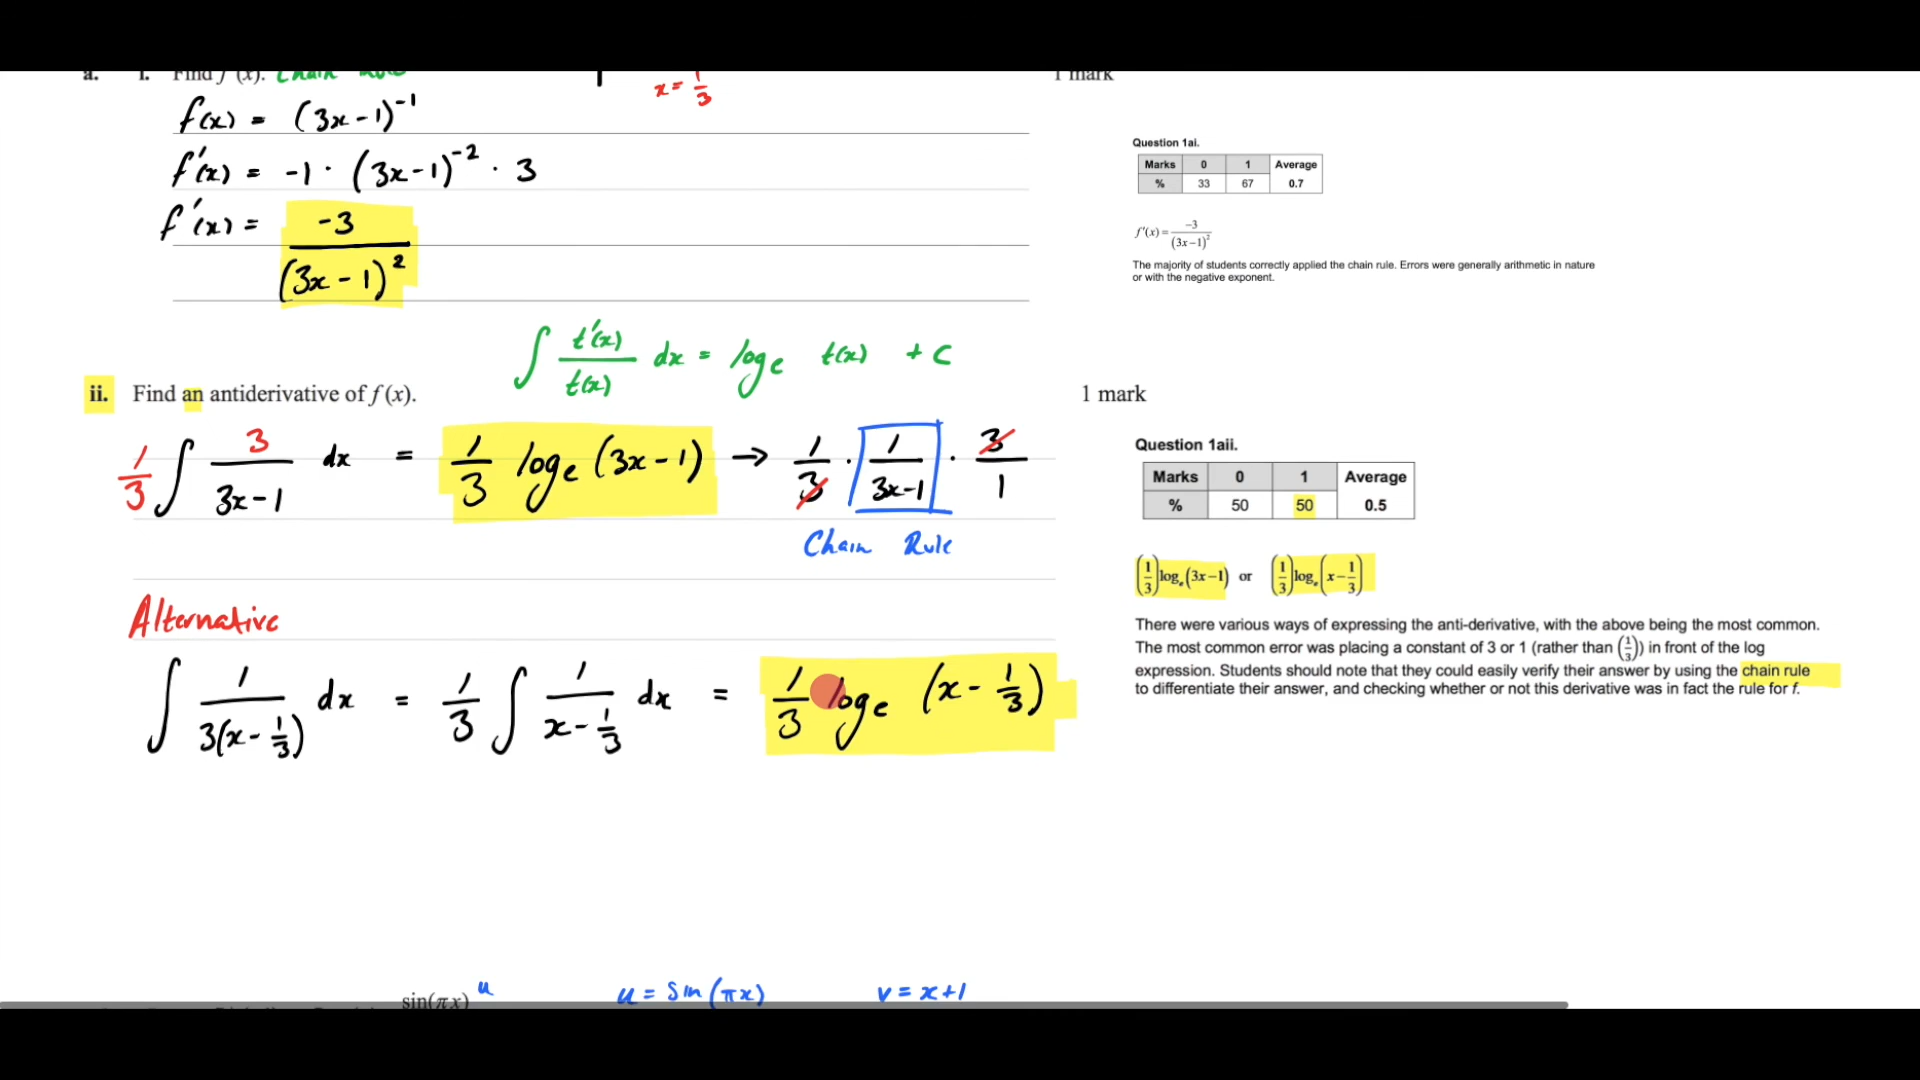 a. i. Find f'(x). Chain Rule
x = 1/3
1 mark
f(x) = (3x-1)^-1
f'(x) = -1 · (3x-1)^-2 · 3
f'(x) = -3/(3x-1)^2
∫ t'(x)/t(x) dx = loge t(x) + c
ii. Find an antiderivative of f(x).
1 mark
1/3 ∫ 3/(3x-1) dx = 1/3 loge (3x-1) → 1/3 · 1/(3x-1) · 3/1
Chain Rule
Alternative
∫ 1/(3(x-1/3)) dx = 1/3 ∫ 1/(x-1/3) dx = 1/3 loge (x-1/3)
sin(πx) u
u = sin(πx) v = x+1
Question 1ai.
Marks 0 1 Average
% 33 67 0.7
f'(x) = -3/(3x-1)^2
The majority of students correctly applied the chain rule. Errors were generally arithmetic in nature
or with the negative exponent.
Question 1aii.
Marks 0 1 Average
% 50 50 0.5
(1/3)loge(3x-1) or (1/3)loge(x-1/3)
There were various ways of expressing the anti-derivative, with the above being the most common.
The most common error was placing a constant of 3 or 1 (rather than (1/3)) in front of the log
expression. Students should note that they could easily verify their answer by using the chain rule
to differentiate their answer, and checking whether or not this derivative was in fact the rule for f.